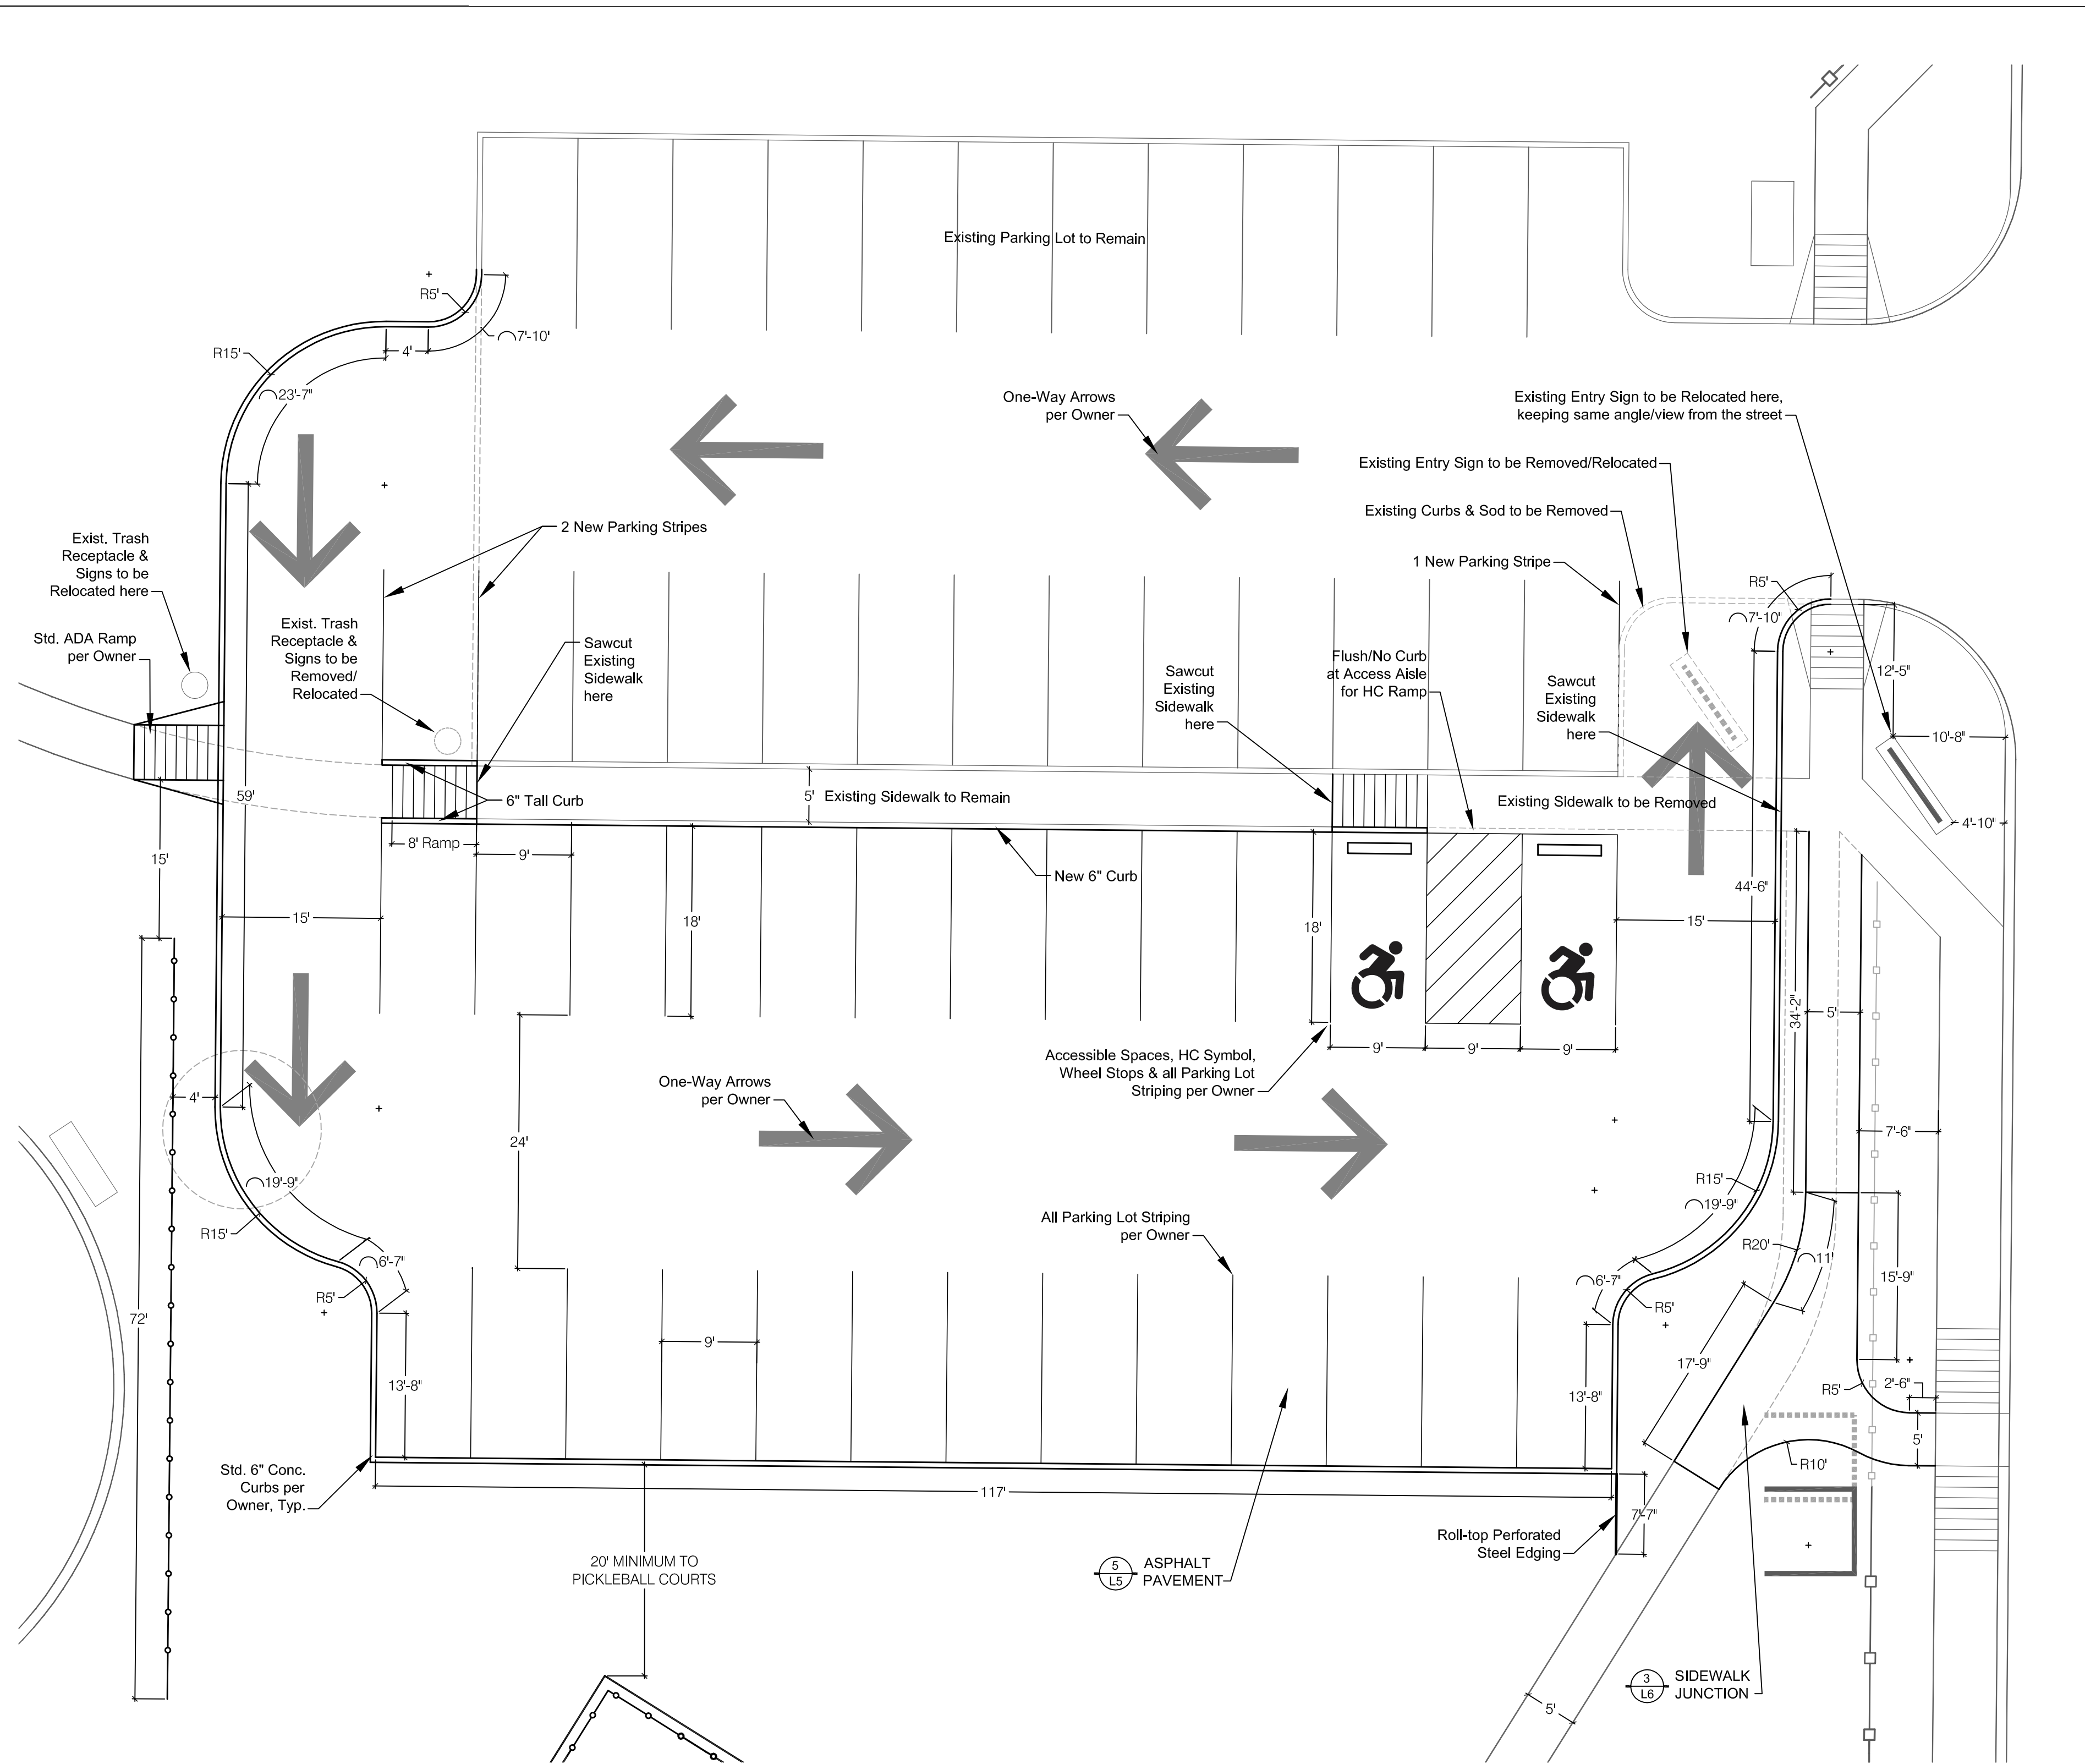 Existing Parking Lot to Remain
R5'
7'-10"
4'
R15'
23'-7"
One-Way Arrows
per Owner
Existing Entry Sign to be Relocated here,
keeping same angle/view from the street
Existing Entry Sign to be Removed/Relocated
Existing Curbs & Sod to be Removed
2 New Parking Stripes
1 New Parking Stripe
Exist. Trash
Receptacle &
Signs to be
Relocated here
Std. ADA Ramp
per Owner
Exist. Trash
Receptacle &
Signs to be
Removed/
Relocated
Sawcut
Existing
Sidewalk
here
Sawcut
Existing
Sidewalk
here
Flush/No Curb
at Access Aisle
for HC Ramp
Sawcut
Existing
Sidewalk
here
R5'
7'-10"
12'-5"
10'-8"
4'-10"
59'
6" Tall Curb
5'
Existing Sidewalk to Remain
Existing SIdewalk to be Removed
8' Ramp
9'
New 6" Curb
15'
15'
18'
18'
15'
44'-6"
34'-2"
5'
9'
9'
9'
Accessible Spaces, HC Symbol,
Wheel Stops & all Parking Lot
Striping per Owner
4'
One-Way Arrows
per Owner
24'
7'-6"
19'-9"
R15'
6'-7"
R5'
R15'
19'-9"
R20'
11'
6'-7"
R5'
15'-9"
All Parking Lot Striping
per Owner
72'
9'
13'-8"
13'-8"
17'-9"
R5'
2'-6"
5'
R10'
Std. 6" Conc.
Curbs per
Owner, Typ.
117'
7'-7"
Roll-top Perforated
Steel Edging
20' MINIMUM TO
PICKLEBALL COURTS
5
L5
ASPHALT
PAVEMENT
3
L6
SIDEWALK
JUNCTION
5'